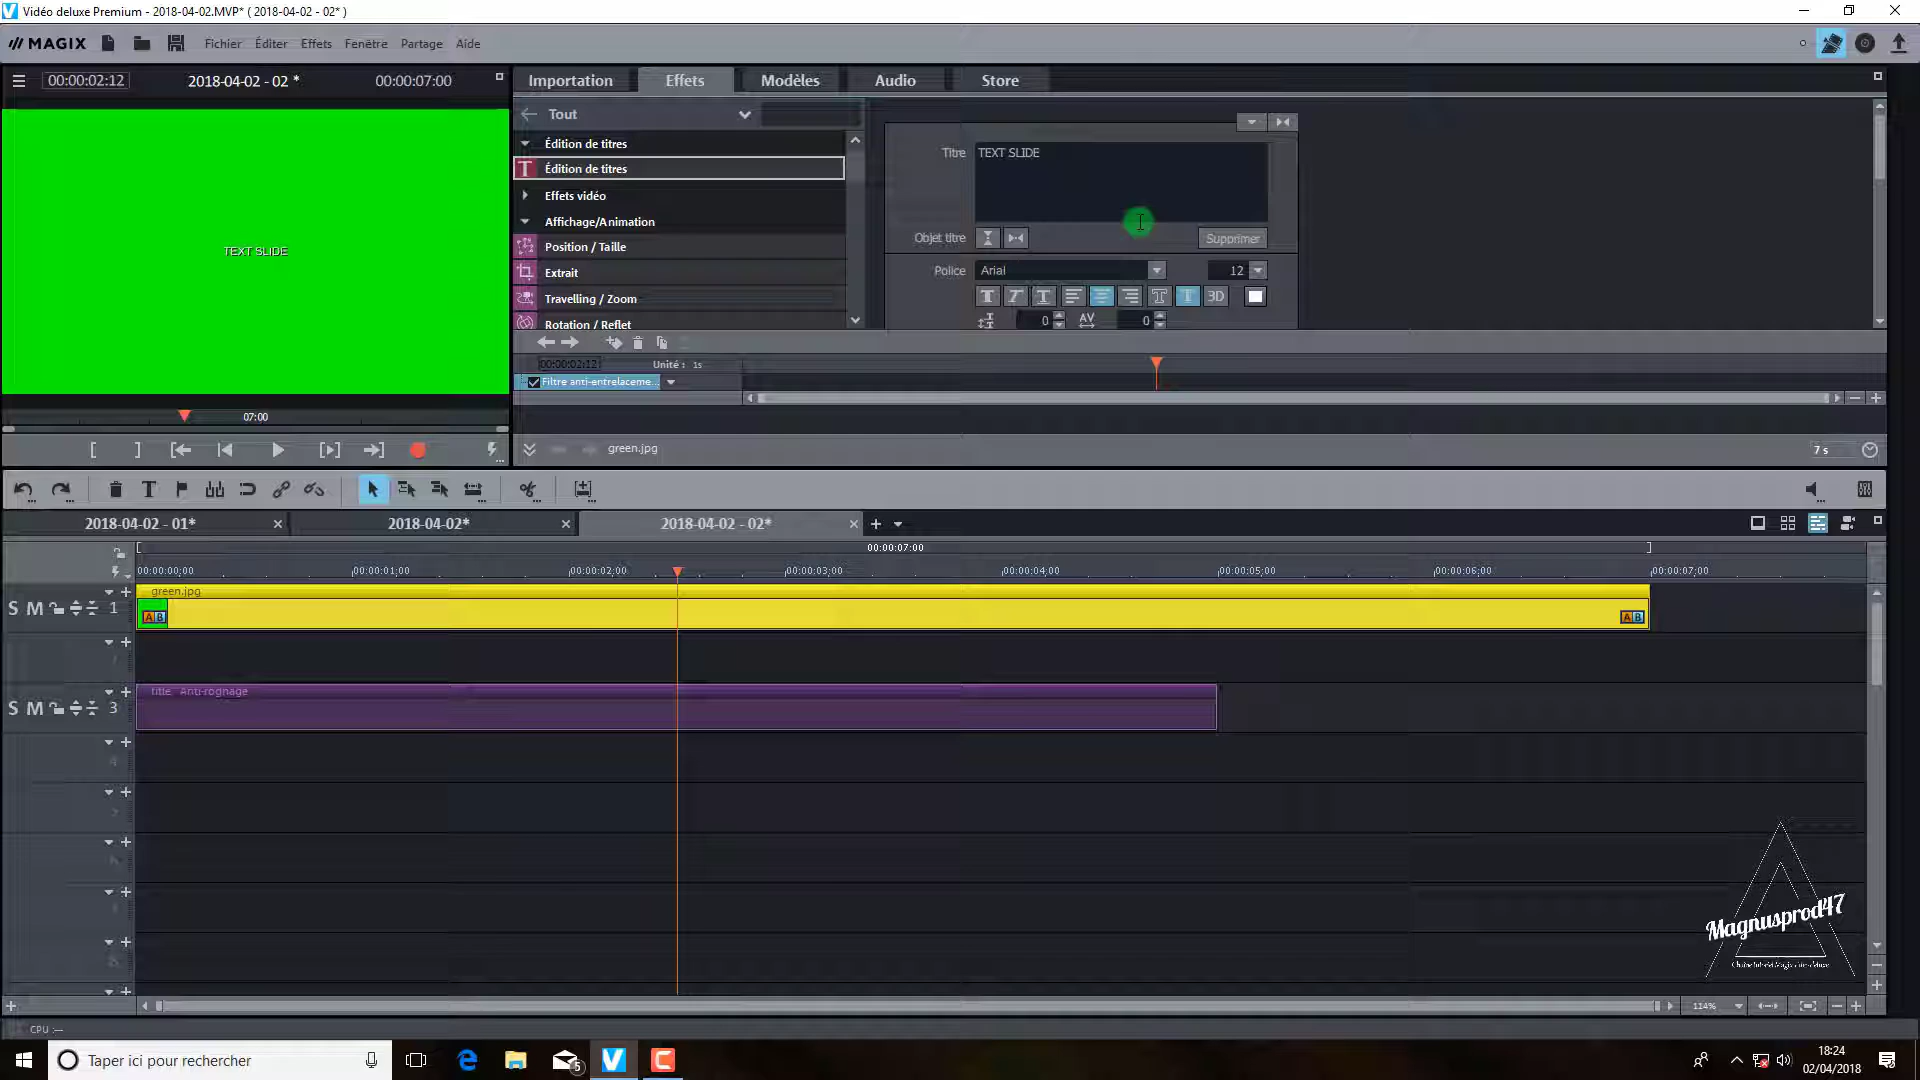 Vidéo deluxe Premium - 2018-04-02.MVP* ( 2018-04-02 - 02* )
MAGIX Fichier Éditer Effets Fenêtre Partage Aide
00:00:02:12 2018-04-02 - 02 * 00:00:07:00
Importation Effets Modèles Audio Store
Tout
Édition de titres
Édition de titres
Effets vidéo
Affichage/Animation
Position / Taille
Extrait
Travelling / Zoom
Rotation / Reflet
Titre TEXT SLIDE
Objet titre Supprimer
Police Arial 12
3D
AV 0 0
TEXT SLIDE
00:00:02:12 Unité : 1s
Filtre anti-entrelaceme...
07:00
green.jpg 7 s
2018-04-02 - 01* 2018-04-02* 2018-04-02 - 02*
00:00:07:00
00:00:00:00 00:00:01:00 00:00:02:00 00:00:03:00 00:00:04:00 00:00:05:00 00:00:06:00 00:00:07:00
green.jpg
S M 1
A B A B
title Anti-rognage
S M 3
Magnusprod47
114%
CPU :--
Taper ici pour rechercher
5
18:24
02/04/2018